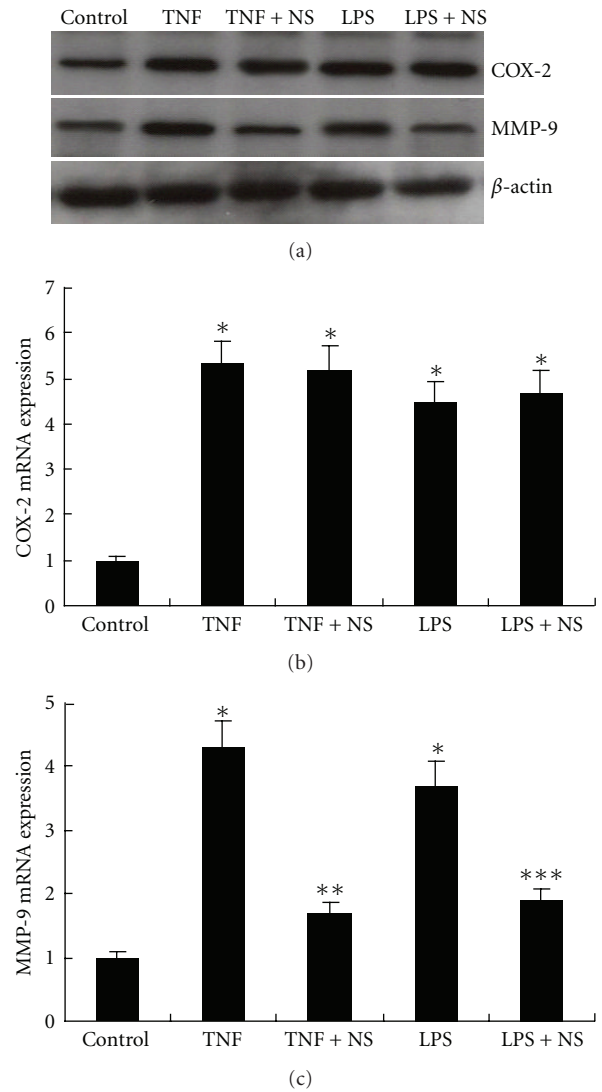 Control TNF TNF + NS LPS LPS + NS
COX-2
MMP-9
β-actin
(a)
7
6
5
4
3
2
1
0
COX-2 mRNA expression
*
*
*
*
Control TNF TNF + NS LPS LPS + NS
(b)
5
4
3
2
1
0
MMP-9 mRNA expression
*
**
*
***
Control TNF TNF + NS LPS LPS + NS
(c)